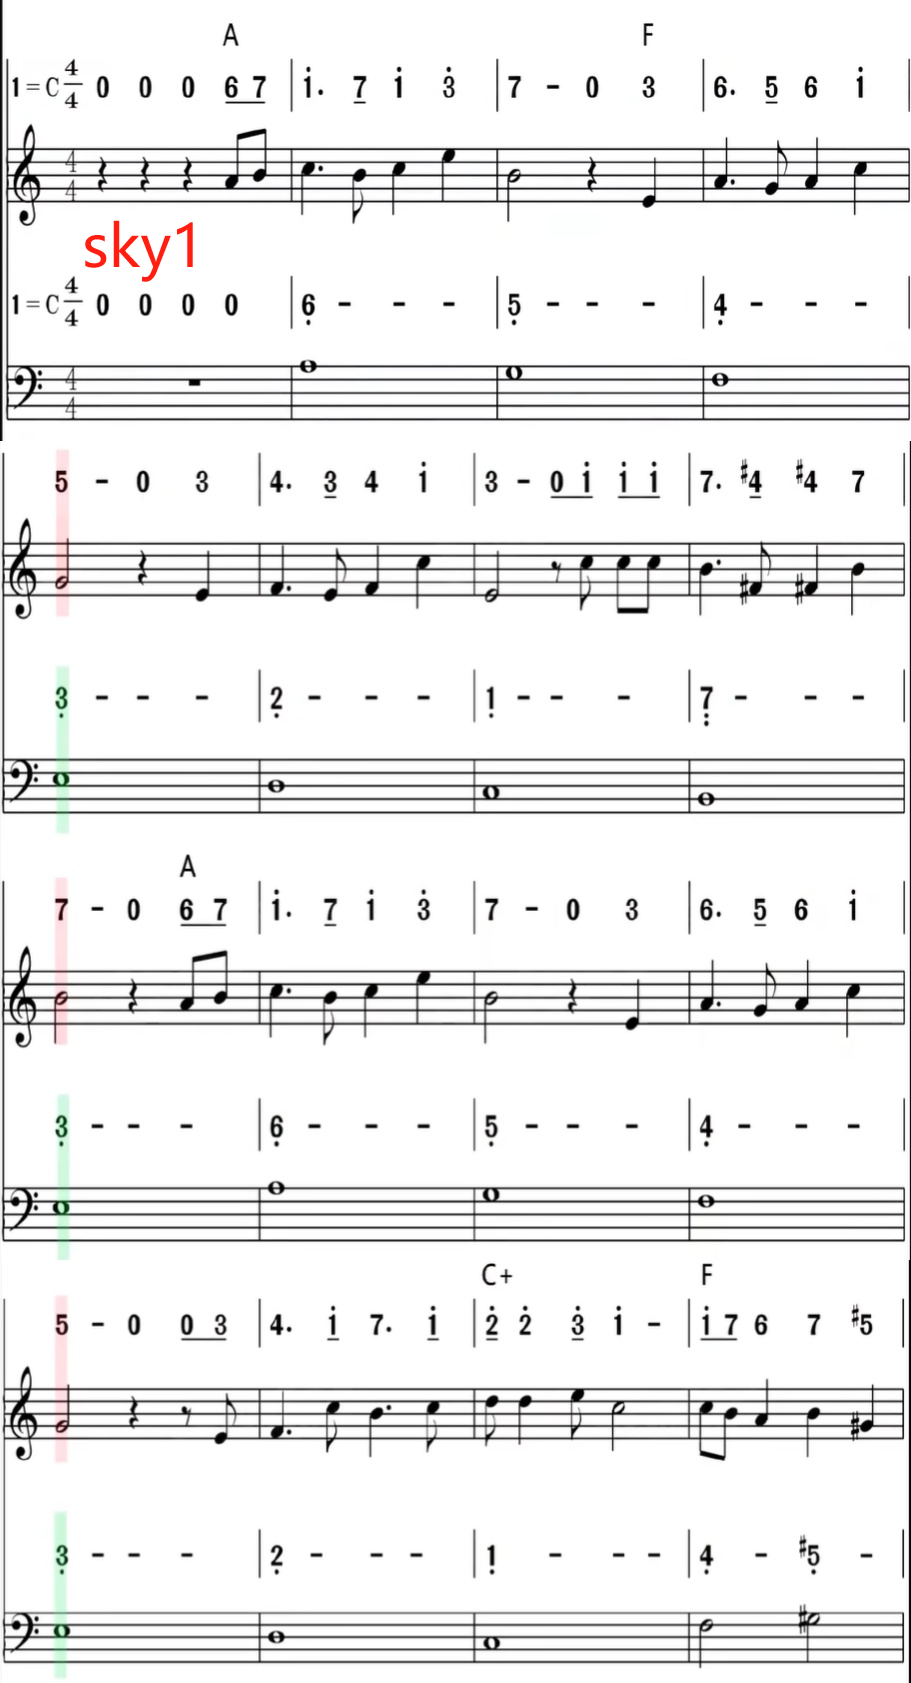 A F
1=C 4/4 0 0 0 6 7 | i̇. 7 i̇ 3̇ | 7 - 0 3 | 6. 5 6 i̇
4/4
sky1
1=C 4/4 0 0 0 0 | 6̣ - - - | 5̣ - - - | 4̣ - - -
4/4
5 - 0 3 | 4. 3 4 i̇ | 3 - 0 i̇ i̇ i̇ | 7. #4 #4 7
3̣ - - - | 2̣ - - - | 1̣ - - - | 7̣̣ - - -
A
7 - 0 6 7 | i̇. 7 i̇ 3̇ | 7 - 0 3 | 6. 5 6 i̇
3̣ - - - | 6̣ - - - | 5̣ - - - | 4̣ - - -
C+ F
5 - 0 0 3 | 4. i̇ 7. i̇ | 2̇ 2̇ 3̇ i̇ - | i̇ 7 6 7 #5
3̣ - - - | 2̣ - - - | 1̣ - - - | 4̣ - #5̣ -